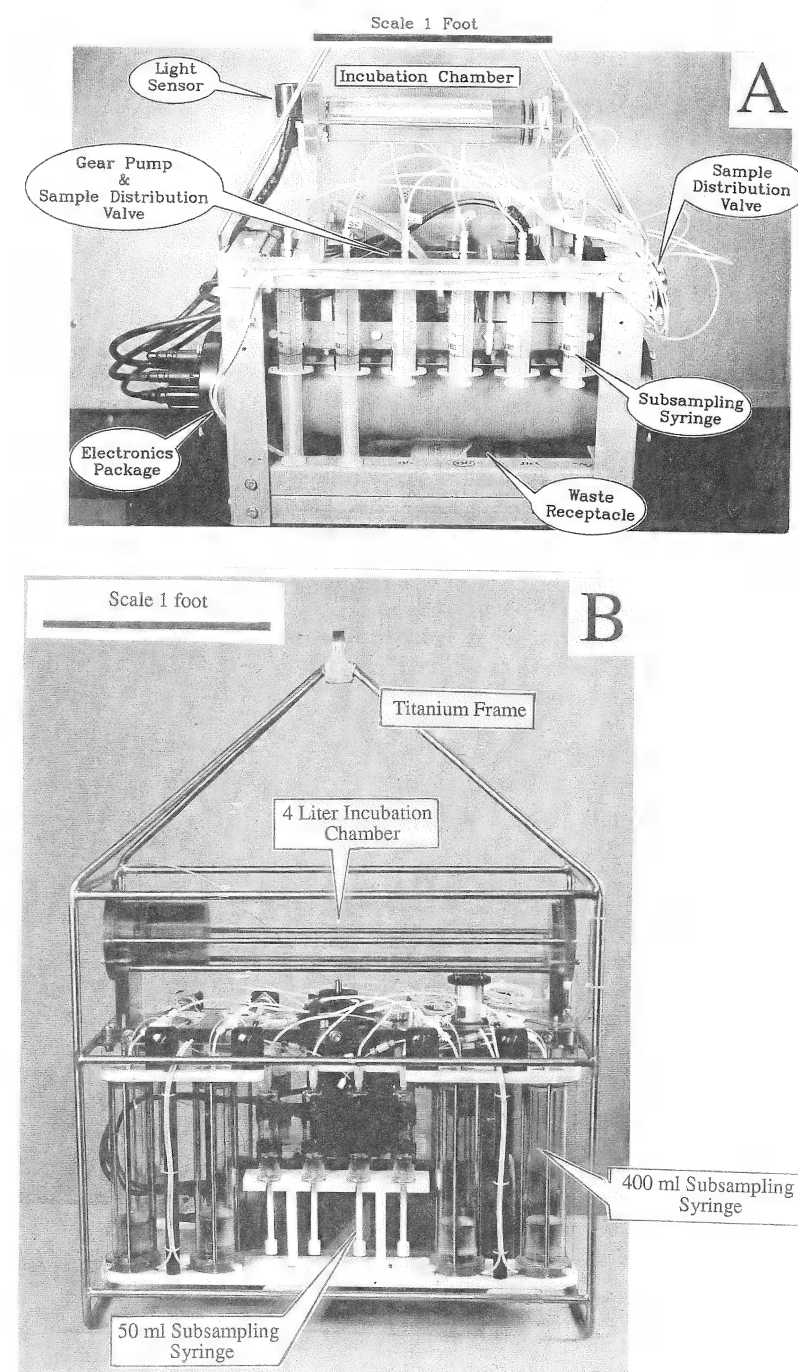 Scale 1 Foot
A
Light
Sensor
Incubation Chamber
Gear Pump
&
Sample Distribution
Valve
Sample
Distribution
Valve
Subsampling
Syringe
Electronics
Package
Waste
Receptacle
Scale 1 foot
B
Titanium Frame
4 Liter Incubation
Chamber
400 ml Subsampling
Syringe
50 ml Subsampling
Syringe